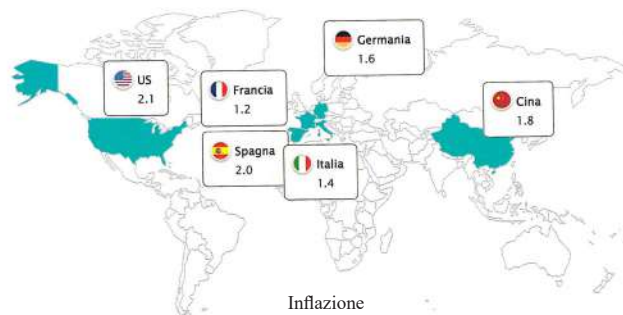 Germania
1.6
US
2.1
Francia
1.2
Cina
1.8
Spagna
2.0
Italia
1.4
Inflazione